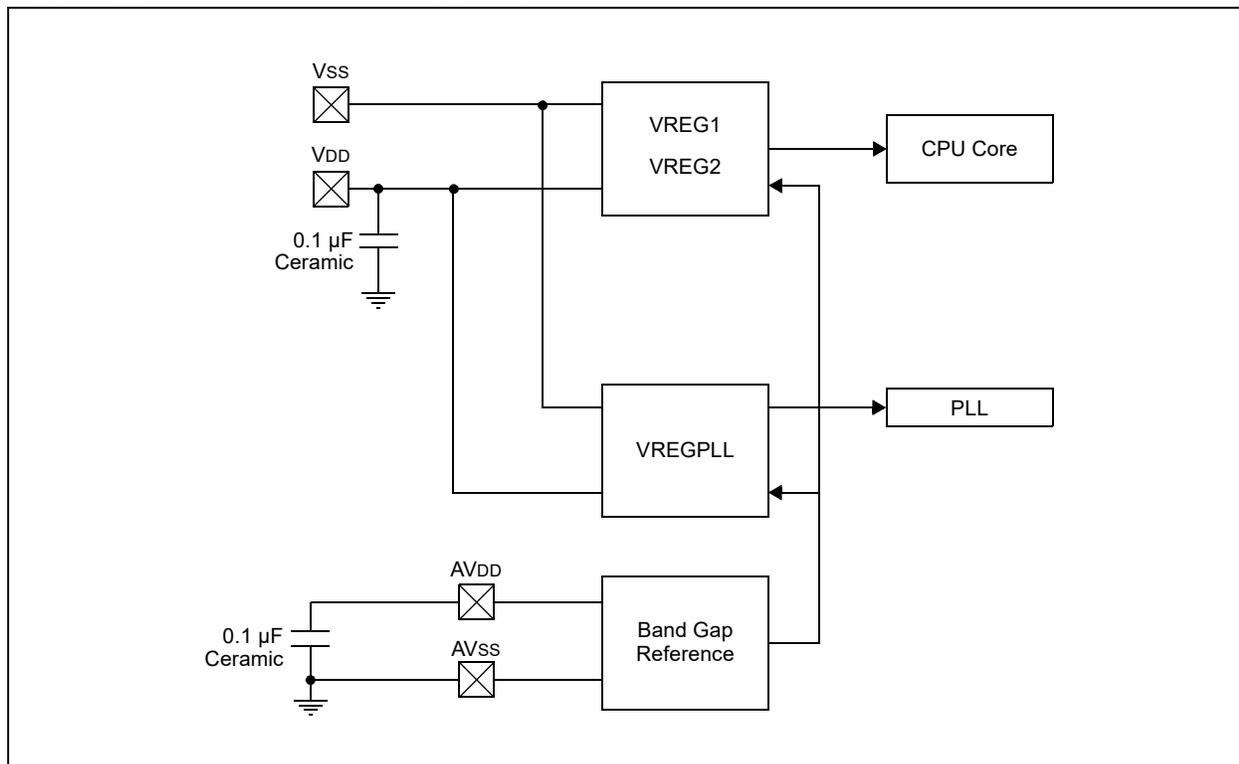 VSS
VDD
0.1 µF
Ceramic
VREG1
VREG2
CPU Core
VREGPLL
PLL
AVDD
AVSS
0.1 µF
Ceramic
Band Gap
Reference